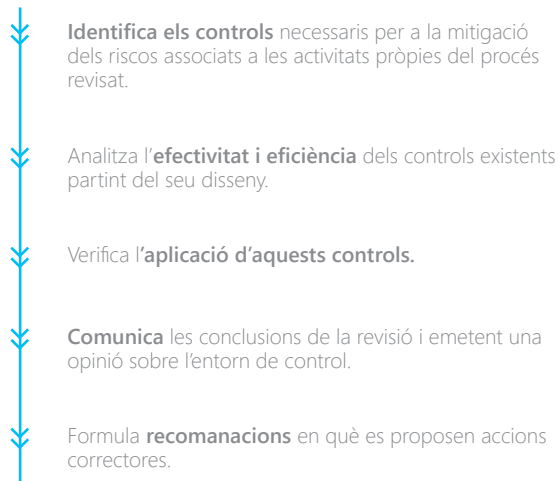 Identifica els controls necessaris per a la mitigació
dels riscos associats a les activitats pròpies del procés
revisat.
Analitza l'efectivitat i eficiència dels controls existents
partint del seu disseny.
Verifica l'aplicació d'aquests controls.
Comunica les conclusions de la revisió i emetent una
opinió sobre l'entorn de control.
Formula recomanacions en què es proposen accions
correctores.